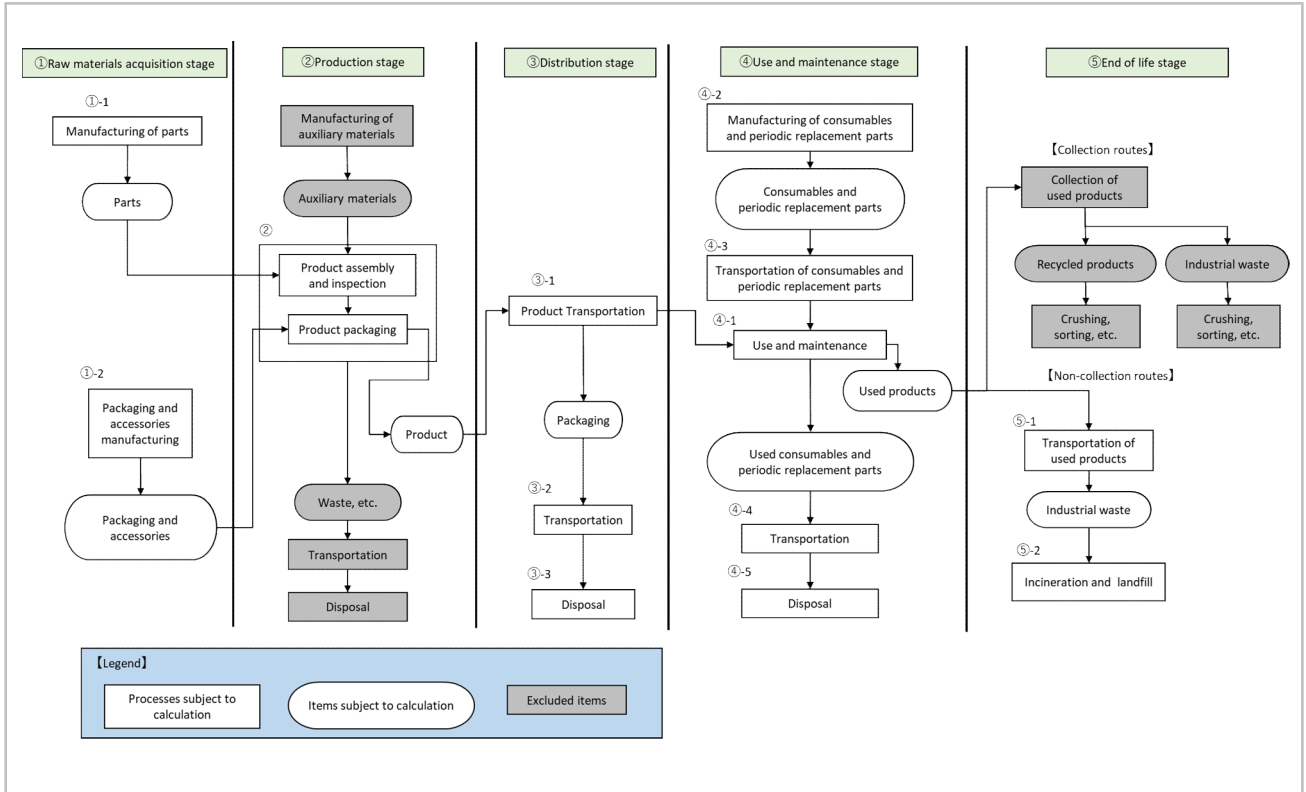 ①Raw materials acquisition stage
①-1
Manufacturing of parts
Parts
①-2
Packaging and
accessories
manufacturing
Packaging and
accessories
②Production stage
Manufacturing of
auxiliary materials
Auxiliary materials
②
Product assembly
and inspection
Product packaging
Product
Waste, etc.
Transportation
Disposal
③Distribution stage
③-1
Product Transportation
Packaging
③-2
Transportation
③-3
Disposal
④Use and maintenance stage
④-2
Manufacturing of consumables
and periodic replacement parts
Consumables and
periodic replacement parts
④-3
Transportation of consumables and
periodic replacement parts
④-1
Use and maintenance
Used products
Used consumables and
periodic replacement parts
④-4
Transportation
④-5
Disposal
⑤End of life stage
【Collection routes】
Collection of
used products
Recycled products
Industrial waste
Crushing,
sorting, etc.
Crushing,
sorting, etc.
【Non-collection routes】
⑤-1
Transportation of
used products
Industrial waste
⑤-2
Incineration and landfill
【Legend】
Processes subject to
calculation
Items subject to calculation
Excluded items